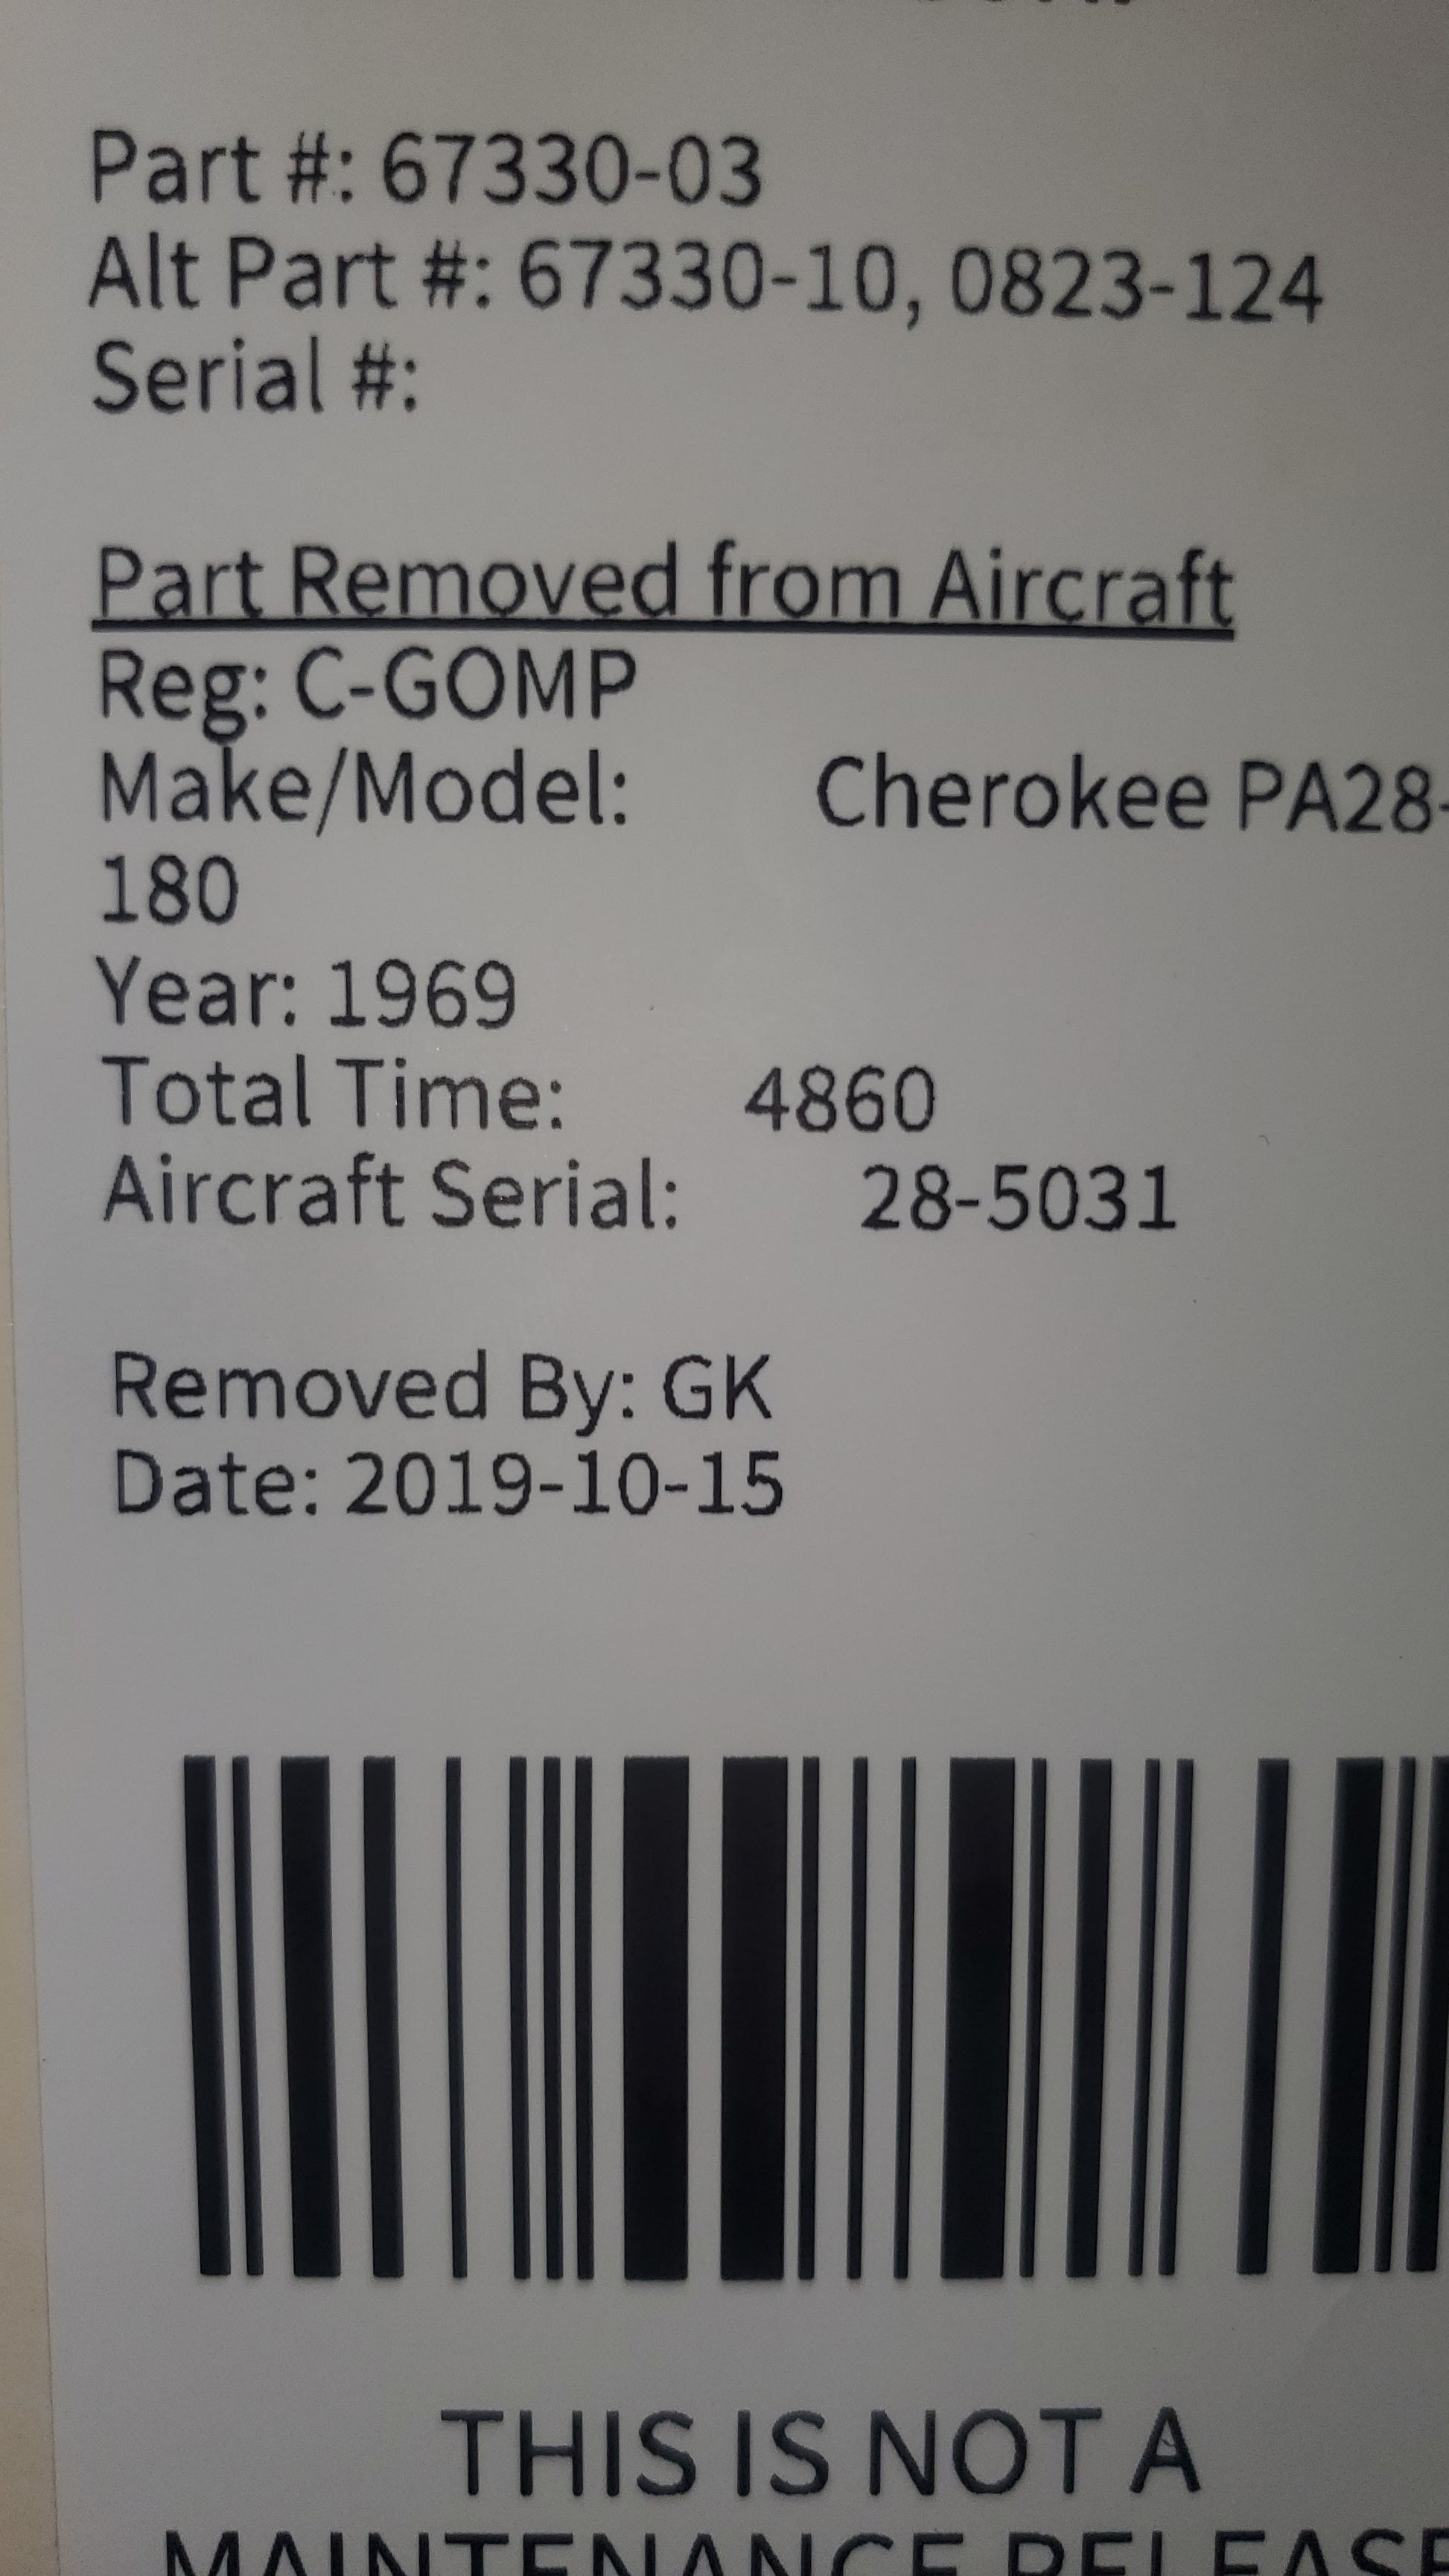 Part #: 67330-03
Alt Part #: 67330-10, 0823-124
Serial #:
Part Removed from Aircraft
Reg: C-GOMP
Make/Model: Cherokee PA28-
180
Year: 1969
Total Time: 4860
Aircraft Serial: 28-5031
Removed By: GK
Date: 2019-10-15
THIS IS NOT A
MAINTENANCE RELEASE